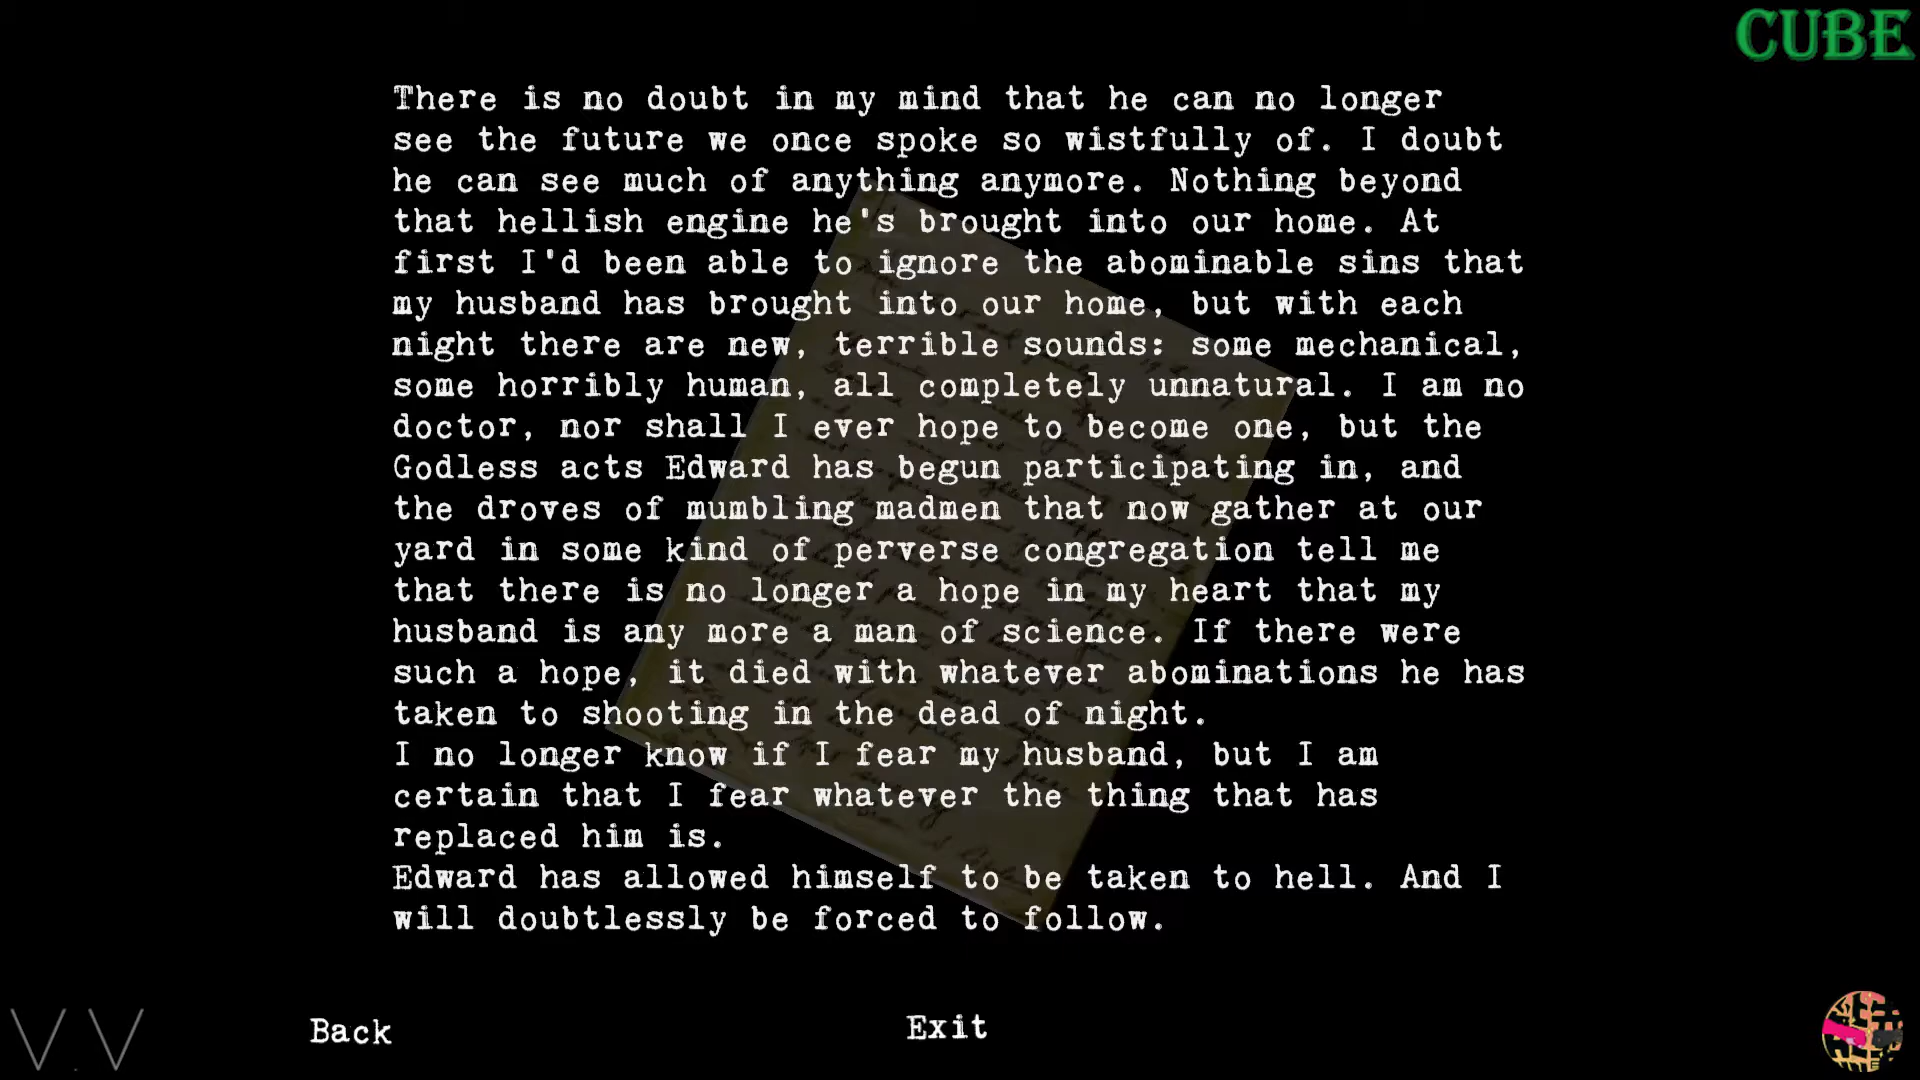 CUBE
There is no doubt in my mind that he can no longer
see the future we once spoke so wistfully of. I doubt
he can see much of anything anymore. Nothing beyond
that hellish engine he's brought into our home. At
first I'd been able to ignore the abominable sins that
my husband has brought into our home, but with each
night there are new, terrible sounds: some mechanical,
some horribly human, all completely unnatural. I am no
doctor, nor shall I ever hope to become one, but the
Godless acts Edward has begun participating in, and
the droves of mumbling madmen that now gather at our
yard in some kind of perverse congregation tell me
that there is no longer a hope in my heart that my
husband is any more a man of science. If there were
such a hope, it died with whatever abominations he has
taken to shooting in the dead of night.
I no longer know if I fear my husband, but I am
certain that I fear whatever the thing that has
replaced him is.
Edward has allowed himself to be taken to hell. And I
will doubtlessly be forced to follow.
Back
Exit